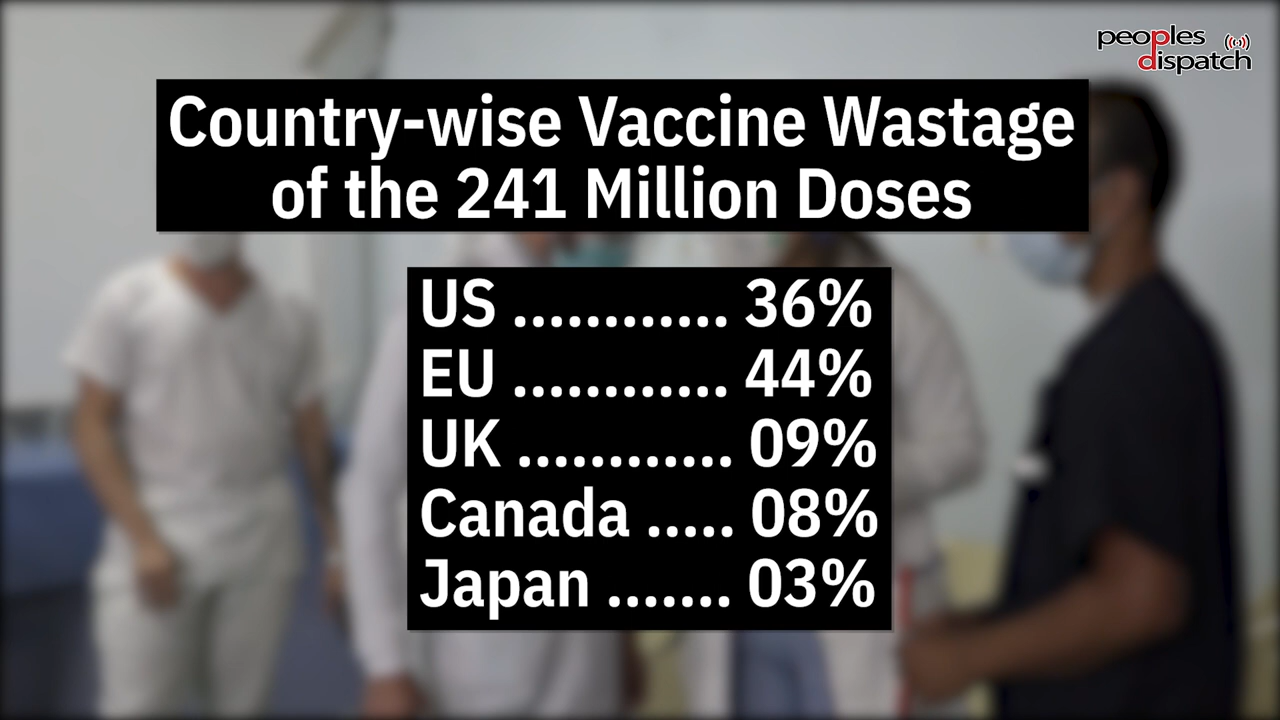 peoples
dispatch
Country-wise Vaccine Wastage
of the 241 Million Doses
US ............ 36%
EU ............ 44%
UK ............ 09%
Canada ..... 08%
Japan ....... 03%